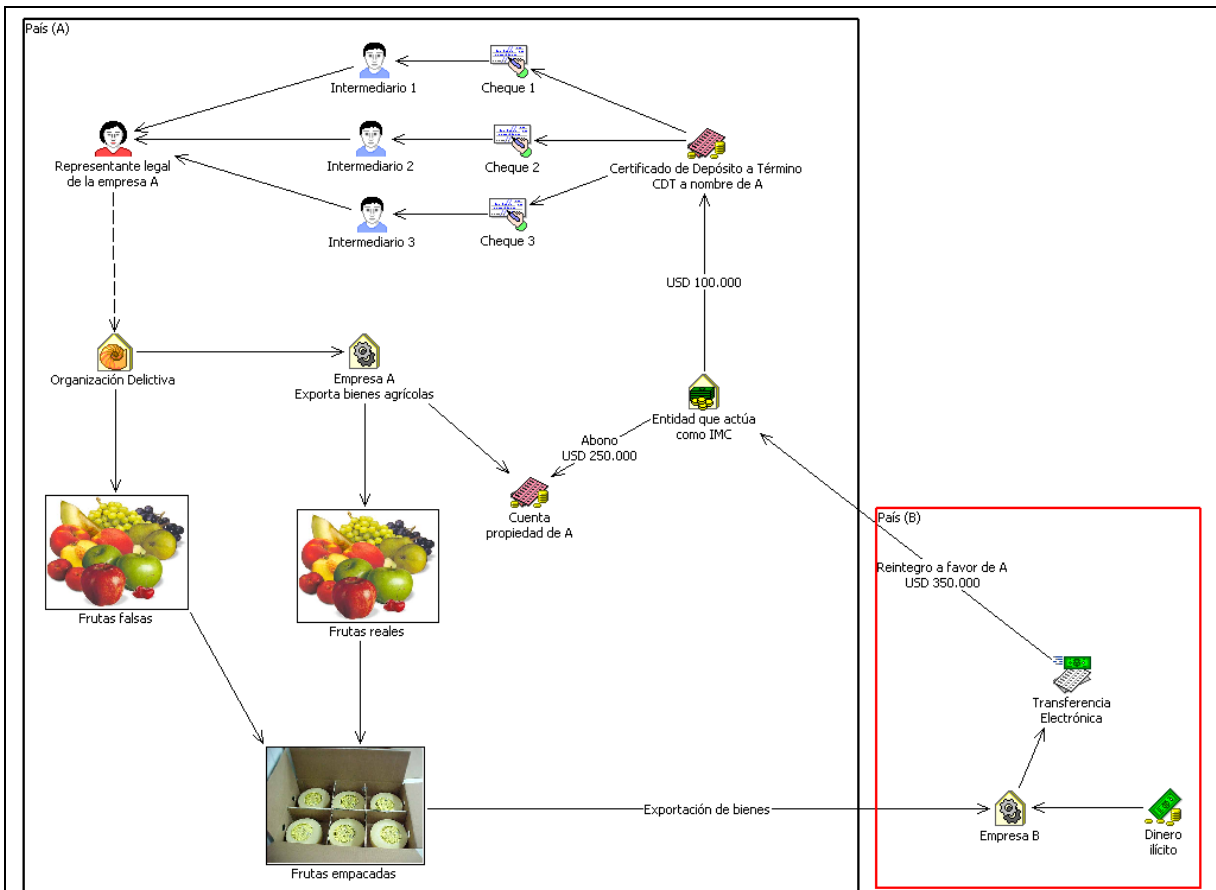 País (A)
Intermediario 1
Cheque 1
Representante legal
de la empresa A
Intermediario 2
Cheque 2
Certificado de Depósito a Término
CDT a nombre de A
Intermediario 3
Cheque 3
USD 100.000
Organización Delictiva
Empresa A
Exporta bienes agrícolas
Entidad que actúa
como IMC
Abono
USD 250.000
Cuenta
propiedad de A
País (B)
Reintegro a favor de A
USD 350.000
Frutas falsas
Frutas reales
Transferencia
Electrónica
Exportación de bienes
Empresa B
Dinero
ilícito
Frutas empacadas